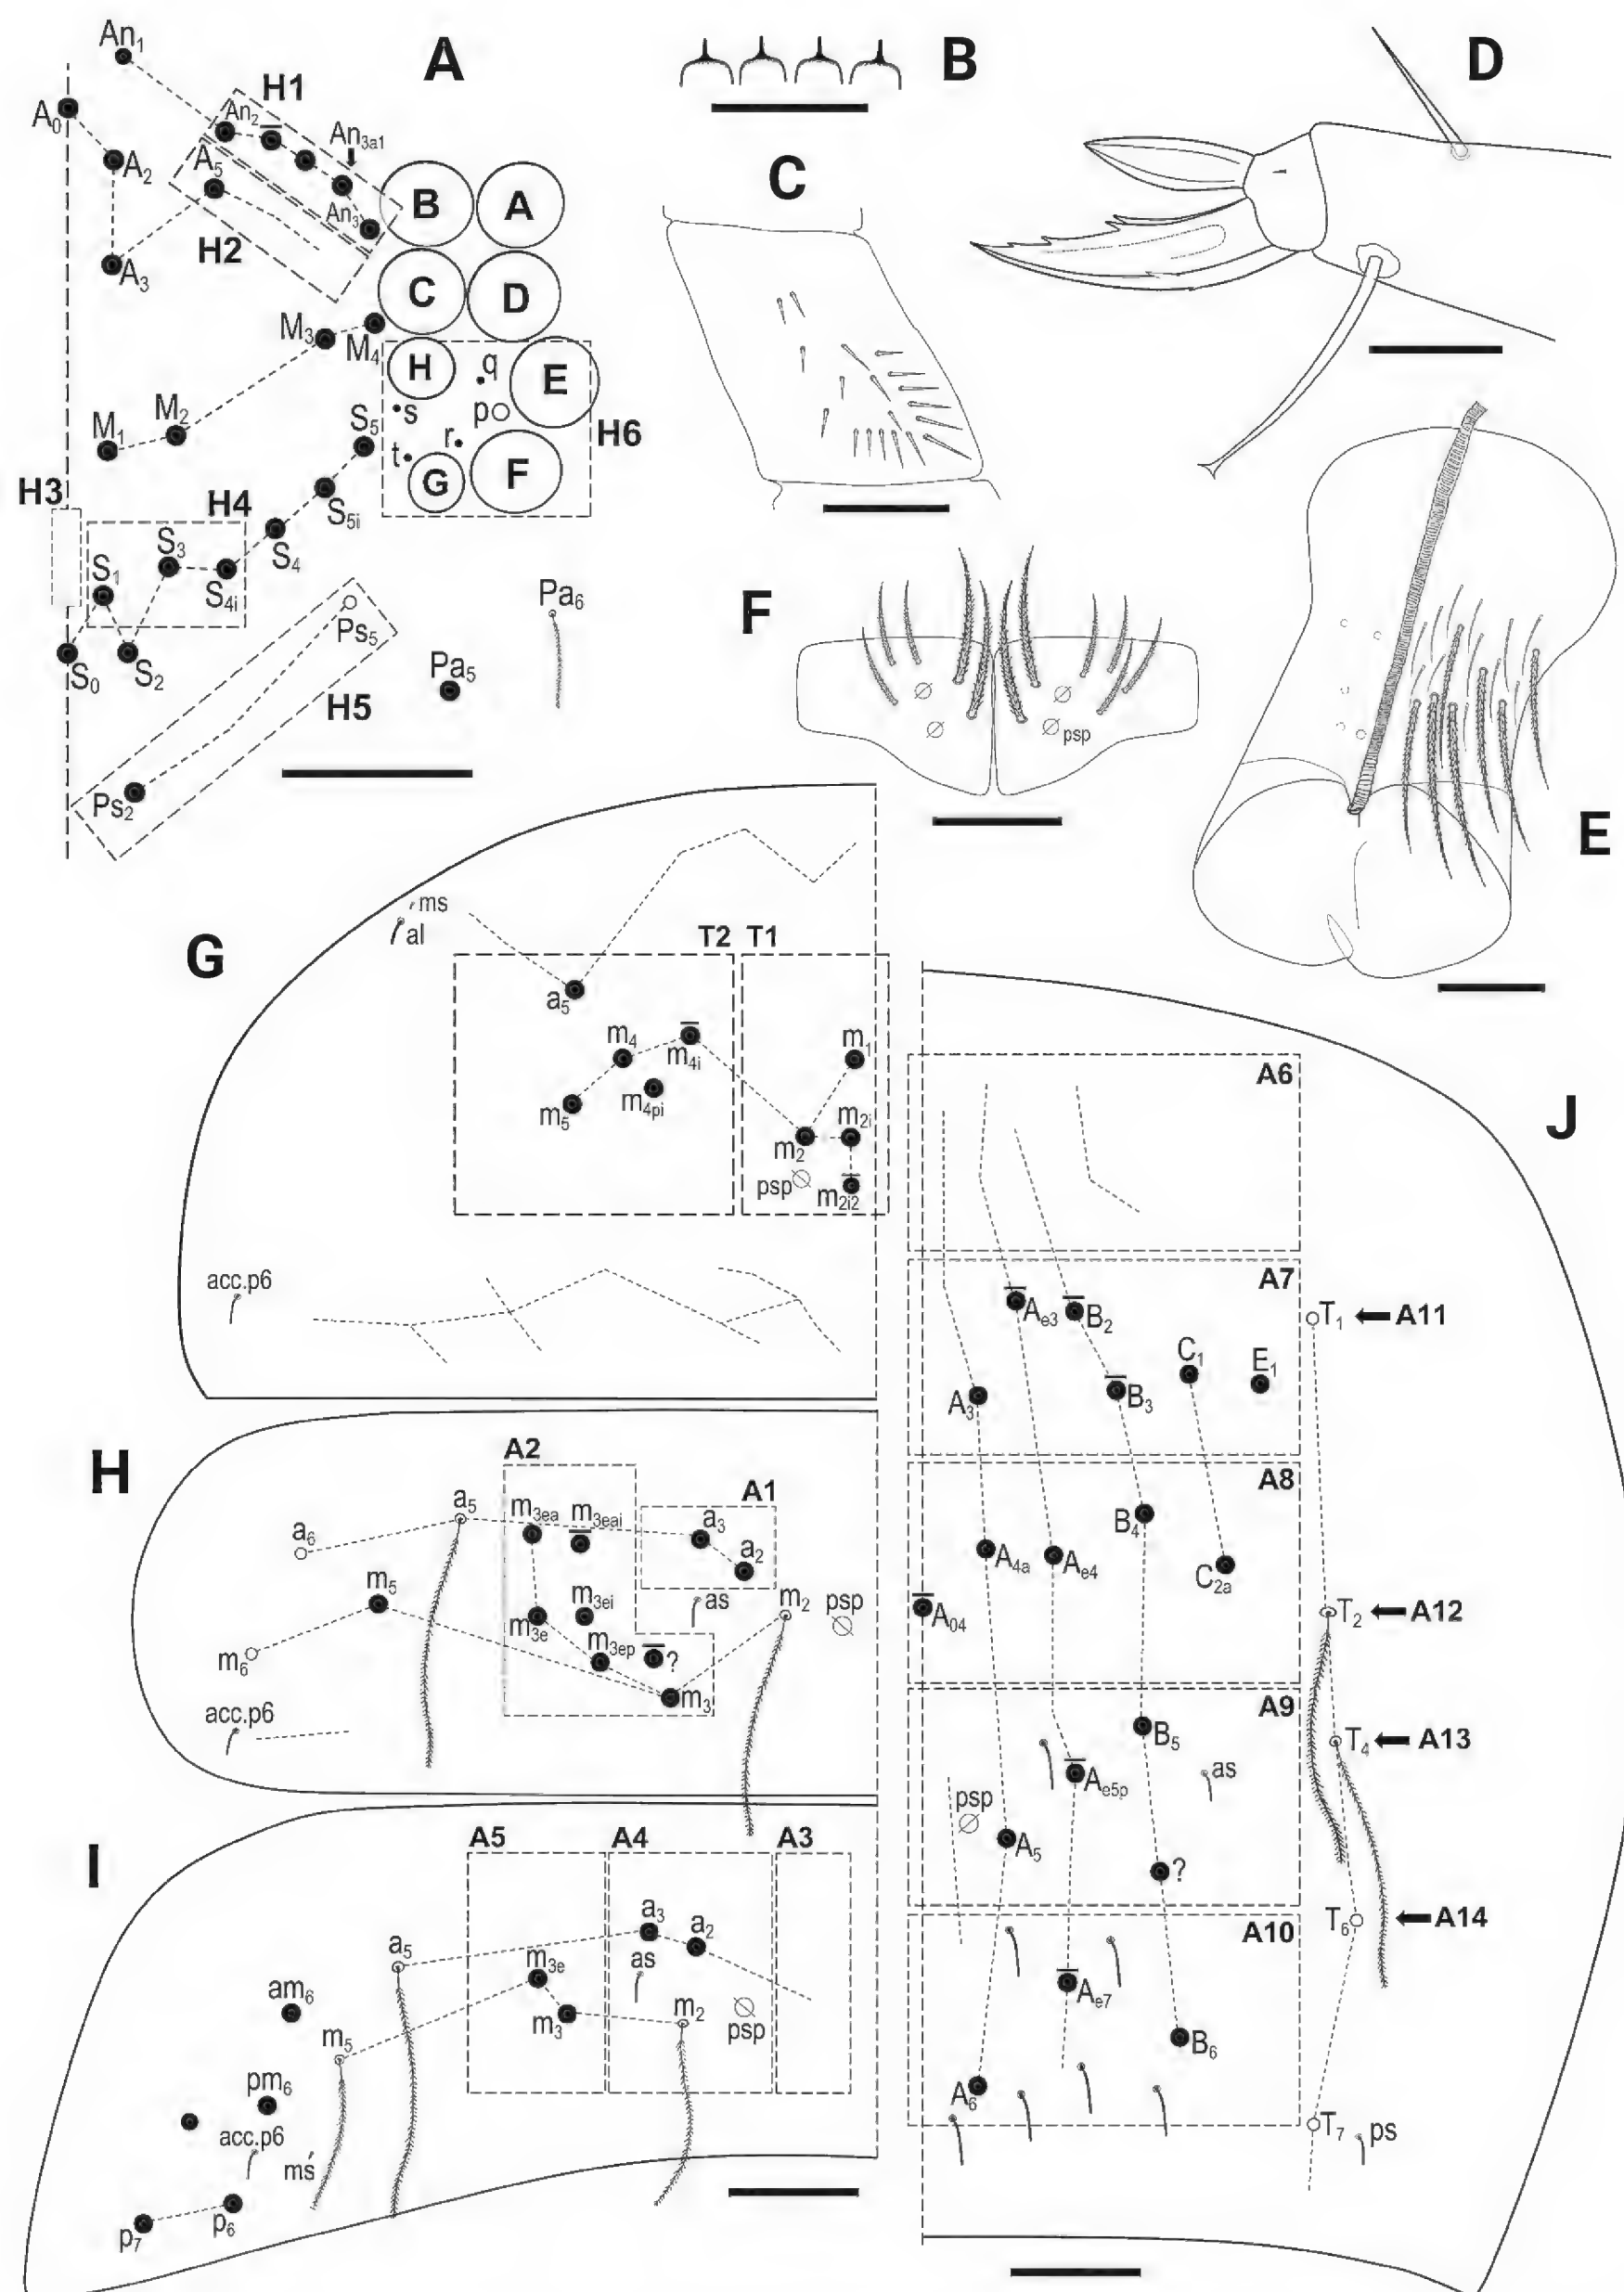 A
An1
H1
A0
An2
An3a1
A2
A5
An3
H2
A3
B
A
C
D
M3
M4
H
q
E
s
p
M1
M2
S5
r
t
G
F
H6
H3
H4
S5i
S3
S4
S1
S4i
S0
S2
Ps5
Pa6
Pa5
H5
Ps2
B
C
D
E
F
psp
G
ms
al
T2
T1
a5
m4
m4i
m1
m5
m4pi
m2i
m2
psp
m2i2
acc.p6
H
A2
A1
a5
m3ea
m3eai
a3
a6
a2
m5
m3ei
as
m2
psp
m3e
m3ep
?
m6
m3
acc.p6
I
A5
A4
A3
a3
a2
a5
m3e
as
am6
m3
m2
psp
m5
pm6
acc.p6
ms
p7
p6
J
A6
A7
Ae3
B2
T1
A11
C1
E1
A3
B3
A8
B4
A4a
Ae4
C2a
A04
T2
A12
A9
B5
T4
A13
Ae5p
as
psp
A5
?
T6
A14
A10
Ae7
B6
A6
T7
ps